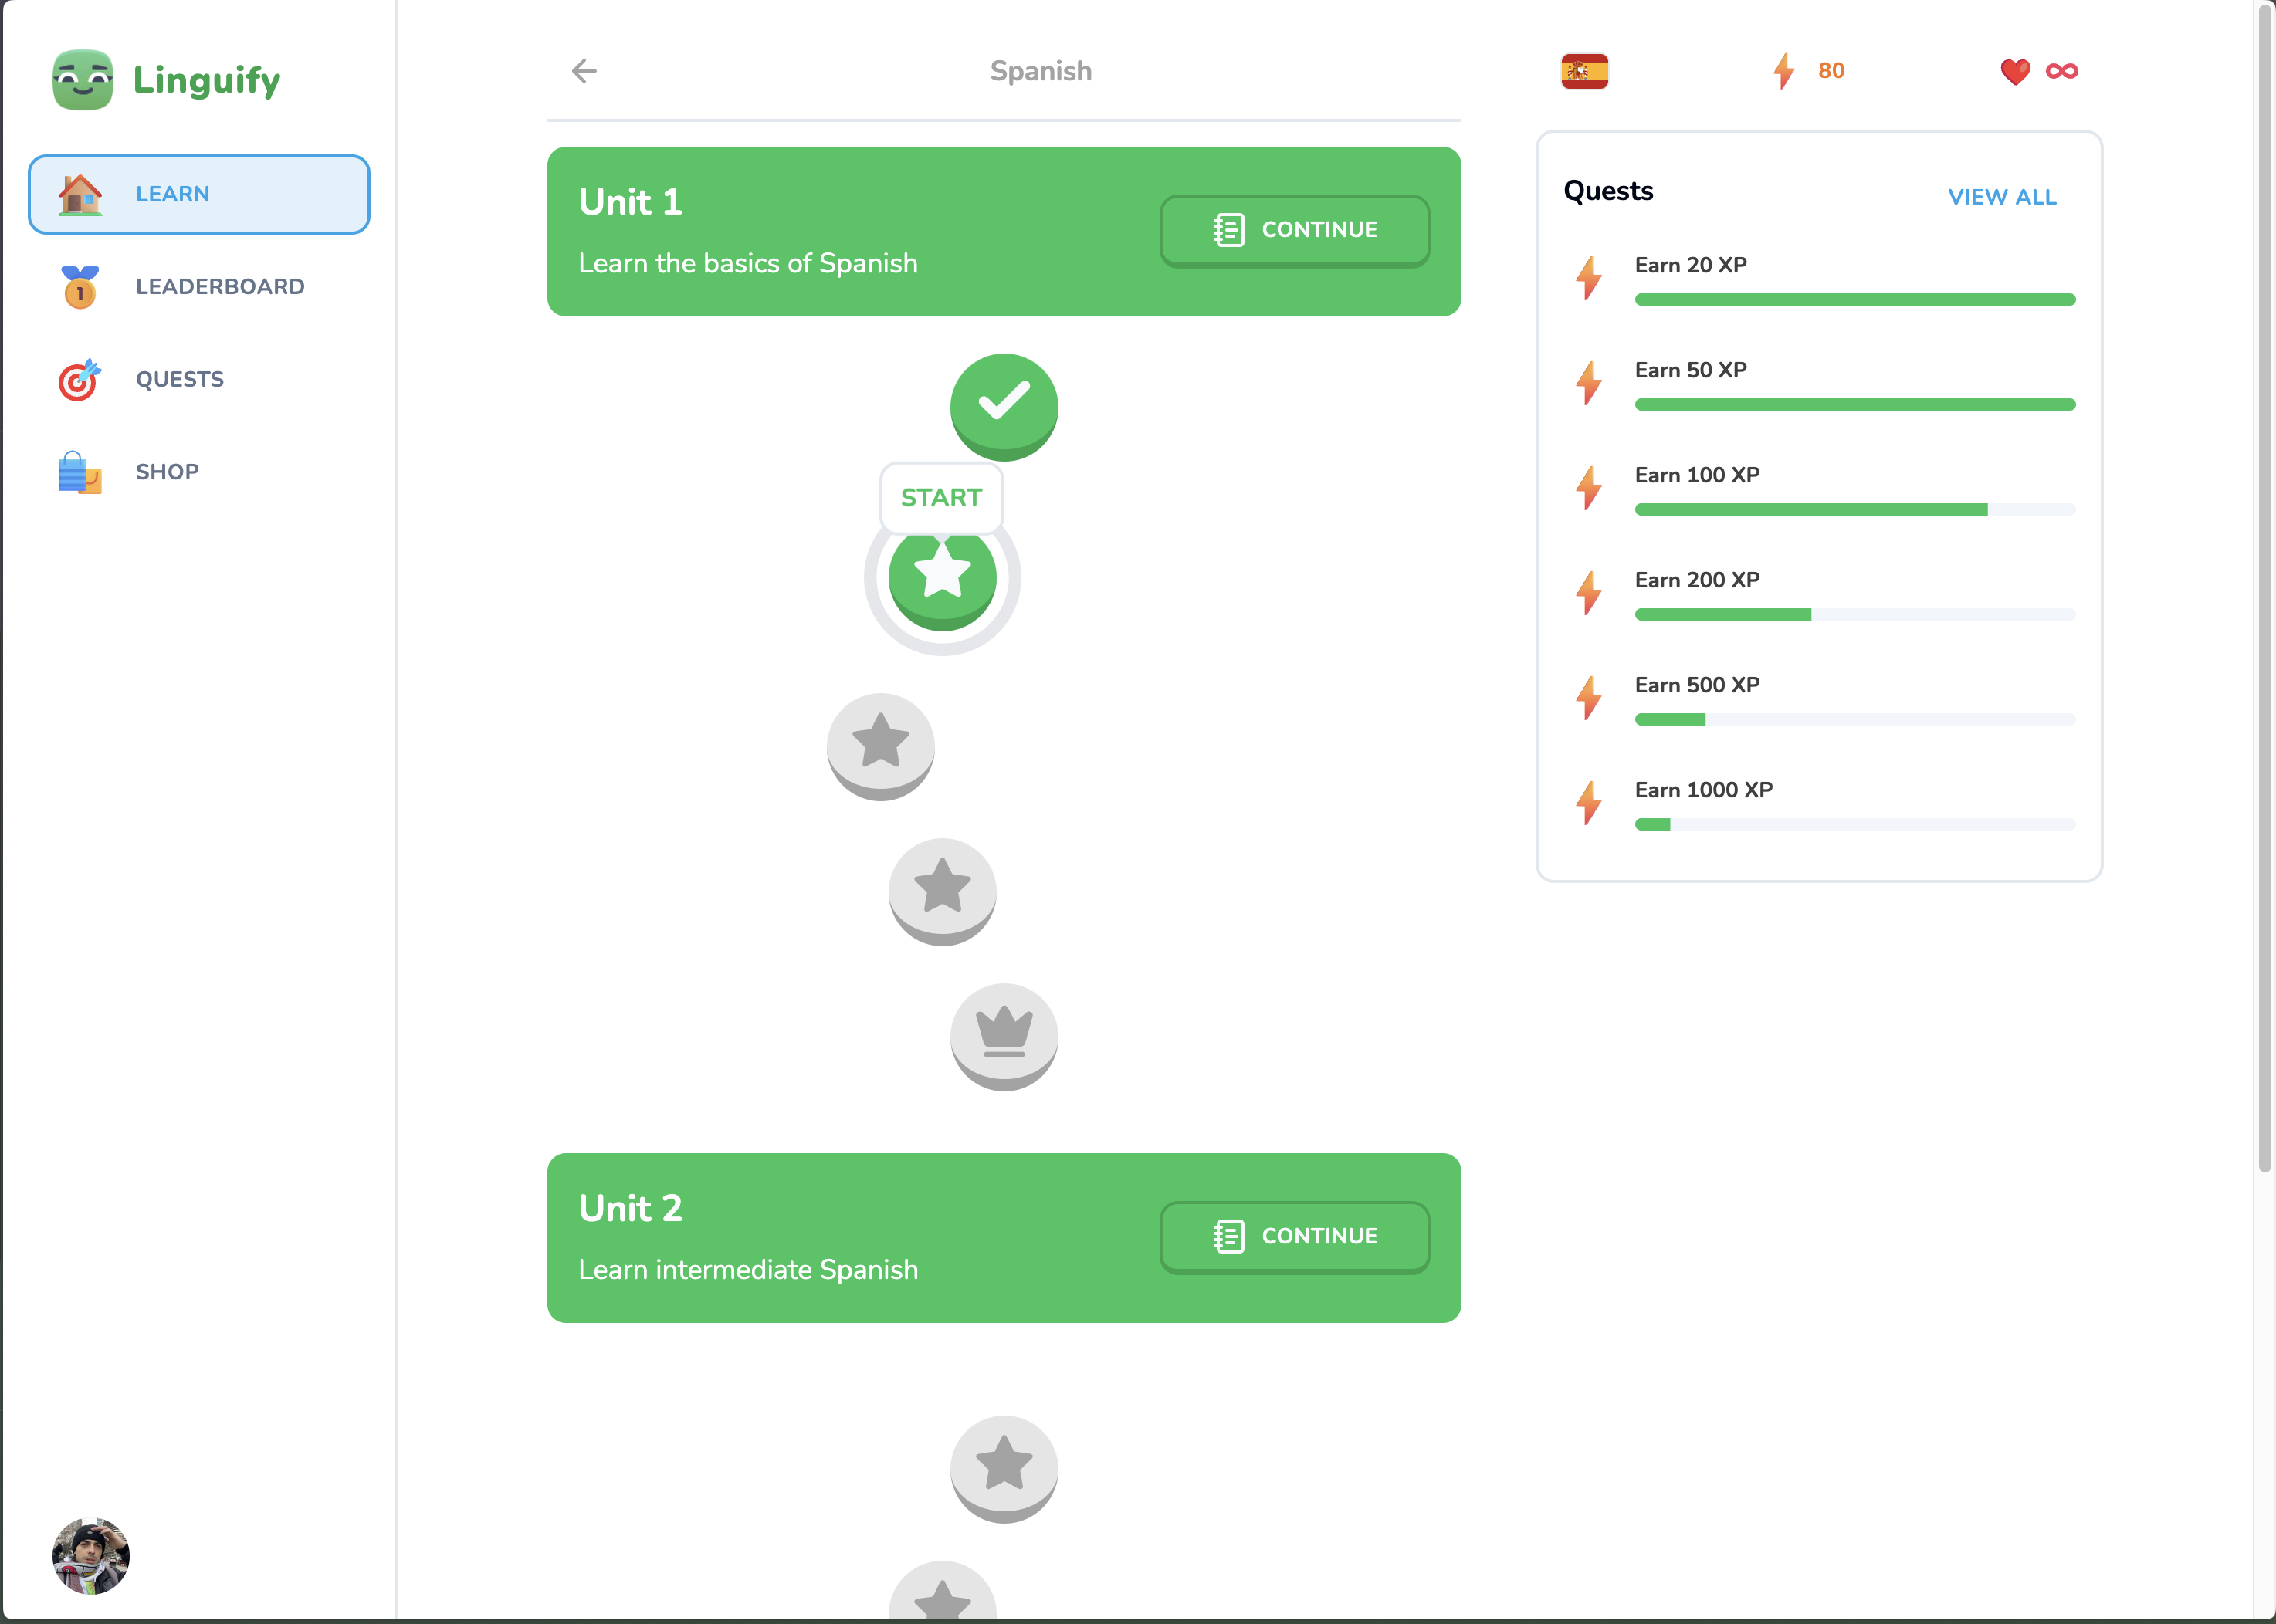 Linguify
LEARN
LEADERBOARD
1
QUESTS
SHOP
Spanish
80
Unit 1
Learn the basics of Spanish
CONTINUE
START
Unit 2
Learn intermediate Spanish
CONTINUE
Quests
VIEW ALL
Earn 20 XP
Earn 50 XP
Earn 100 XP
Earn 200 XP
Earn 500 XP
Earn 1000 XP